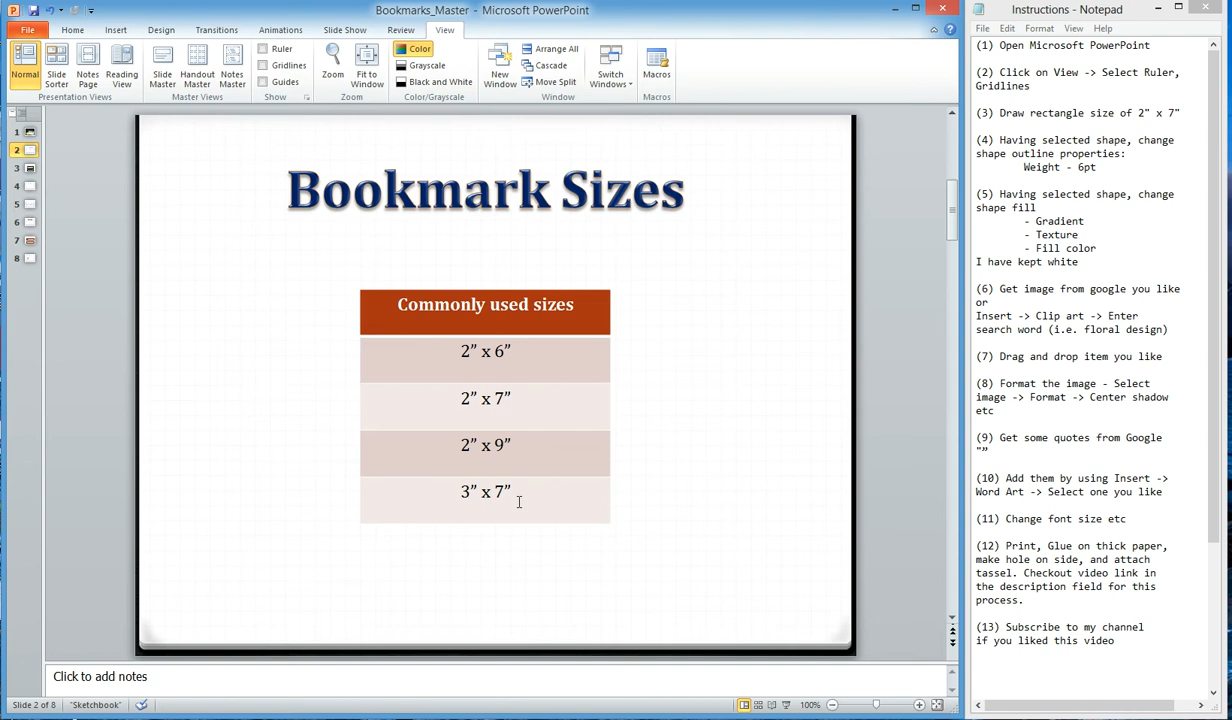 Bookmarks_Master - Microsoft PowerPoint
File Home Insert Design Transitions Animations Slide Show Review View
Normal
Slide Sorter
Notes Page
Reading View
Presentation Views
Slide Master
Handout Master
Notes Master
Master Views
Ruler
Gridlines
Guides
Show
Zoom
Fit to Window
Zoom
Color
Grayscale
Black and White
Color/Grayscale
New Window
Arrange All
Cascade
Move Split
Switch Windows
Window
Macros
Macros
1
2
3
4
5
6
7
8
Bookmark Sizes
Commonly used sizes
2” x 6”
2” x 7”
2” x 9”
3” x 7”
Click to add notes
Slide 2 of 8 "Sketchbook" 100%
Instructions - Notepad
File Edit Format View Help
(1) Open Microsoft PowerPoint
(2) Click on View -> Select Ruler,
Gridlines
(3) Draw rectangle size of 2" x 7"
(4) Having selected shape, change
shape outline properties:
Weight - 6pt
(5) Having selected shape, change
shape fill
- Gradient
- Texture
- Fill color
I have kept white
(6) Get image from google you like
or
Insert -> Clip art -> Enter
search word (i.e. floral design)
(7) Drag and drop item you like
(8) Format the image - Select
image -> Format -> Center shadow
etc
(9) Get some quotes from Google
"”
(10) Add them by using Insert ->
Word Art -> Select one you like
(11) Change font size etc
(12) Print, Glue on thick paper,
make hole on side, and attach
tassel. Checkout video link in
the description field for this
process.
(13) Subscribe to my channel
if you liked this video